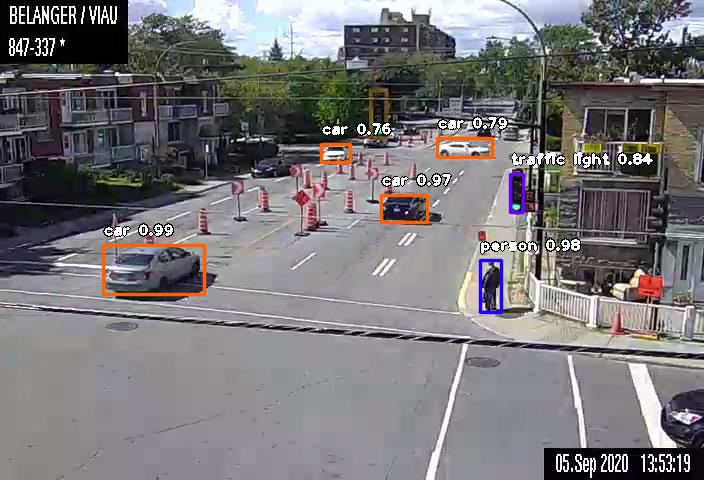 BELANGER / VIAU
847-337 *
car 0.76
car 0.79
traffic light 0.84
car 0.97
car 0.99
person 0.98
05.Sep 2020 13:53:19